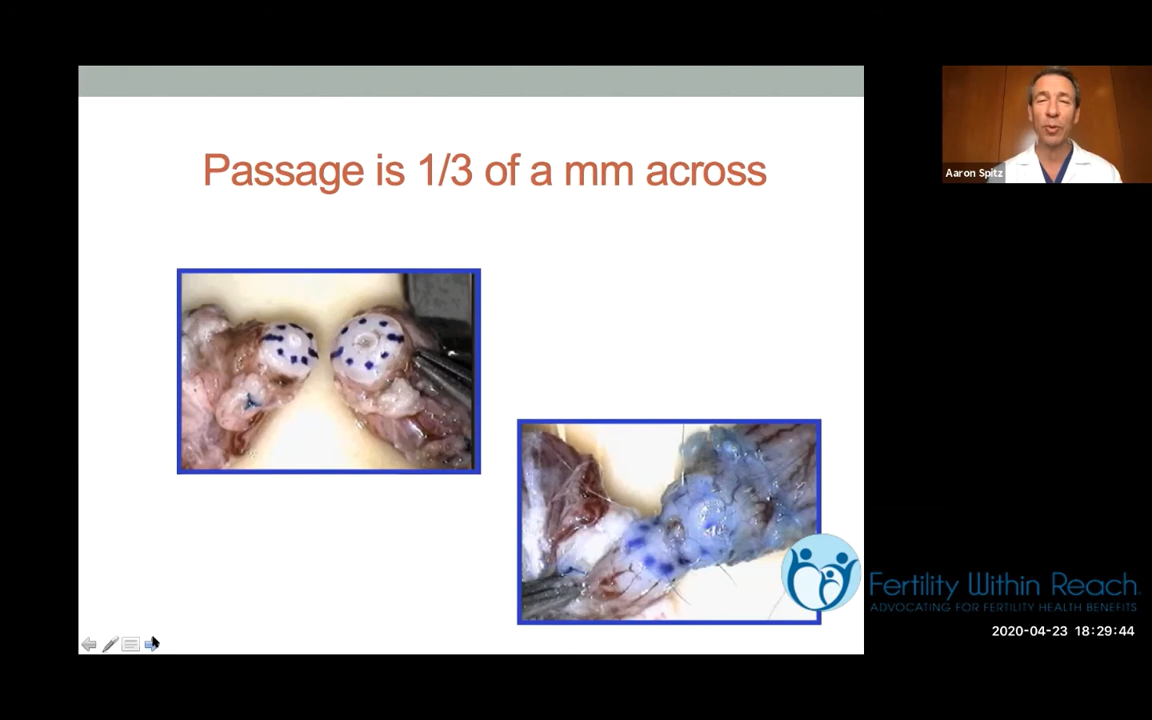 Passage is 1/3 of a mm across
Aaron Spitz
Fertility Within Reach
ADVOCATING FOR FERTILITY HEALTH BENEFITS
2020-04-23 18:29:44